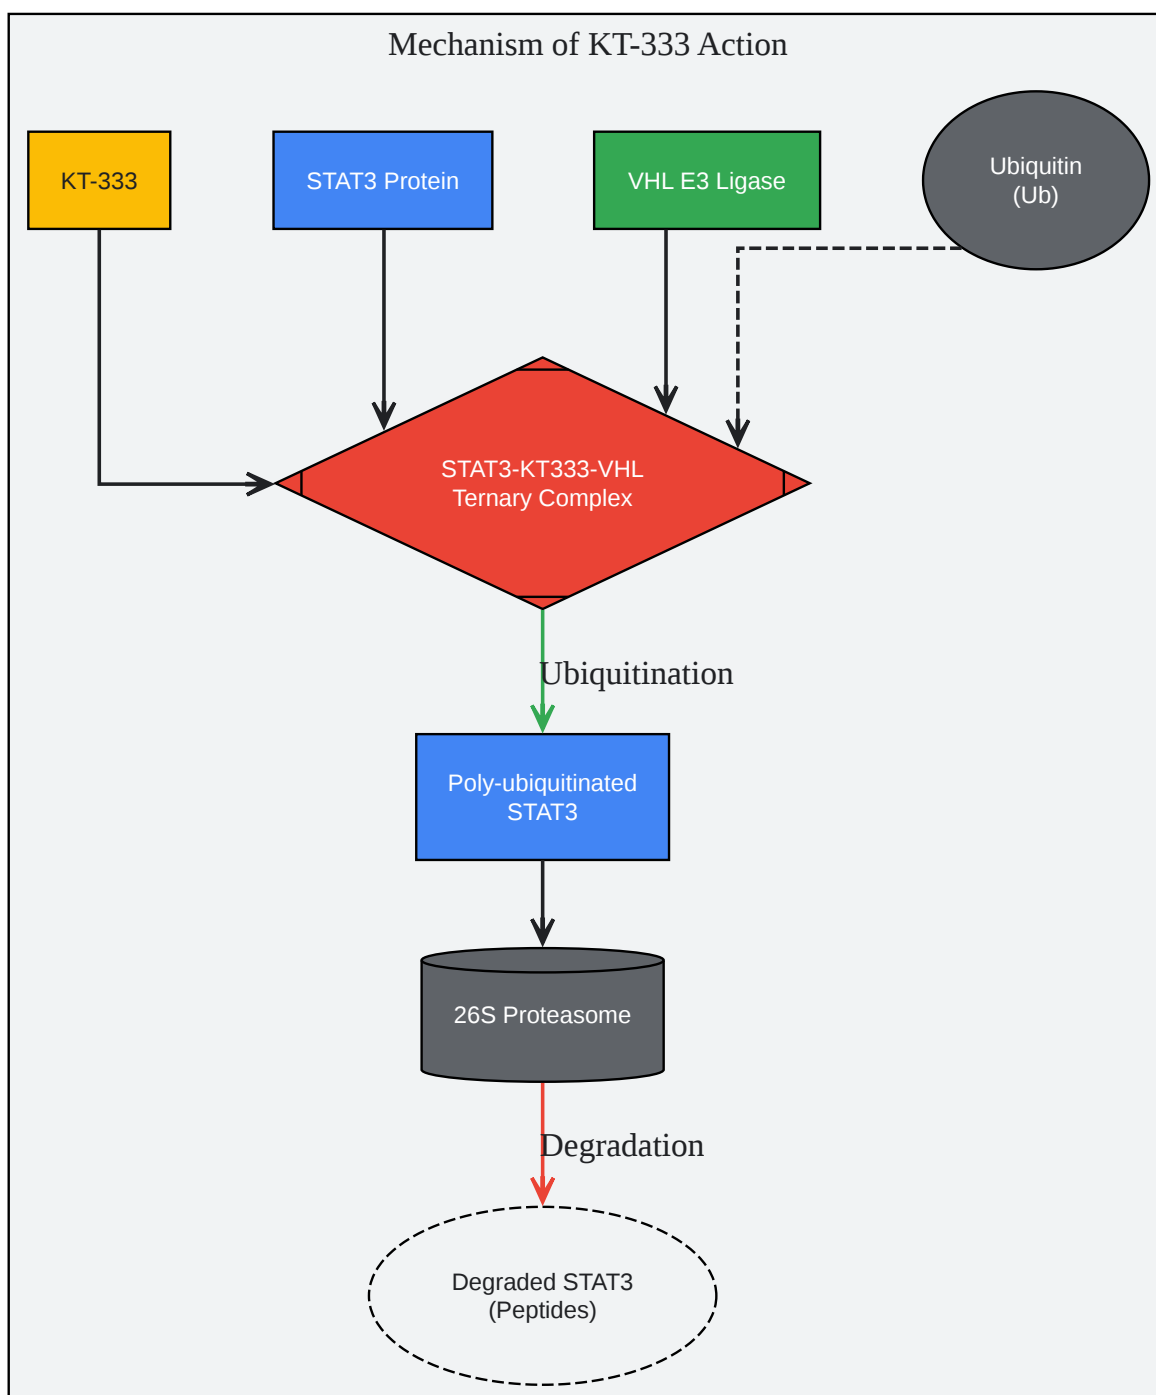 Mechanism of KT-333 Action
KT-333
STAT3 Protein
VHL E3 Ligase
Ubiquitin
(Ub)
STAT3-KT333-VHL
Ternary Complex
Ubiquitination
Poly-ubiquitinated
STAT3
26S Proteasome
Degradation
Degraded STAT3
(Peptides)